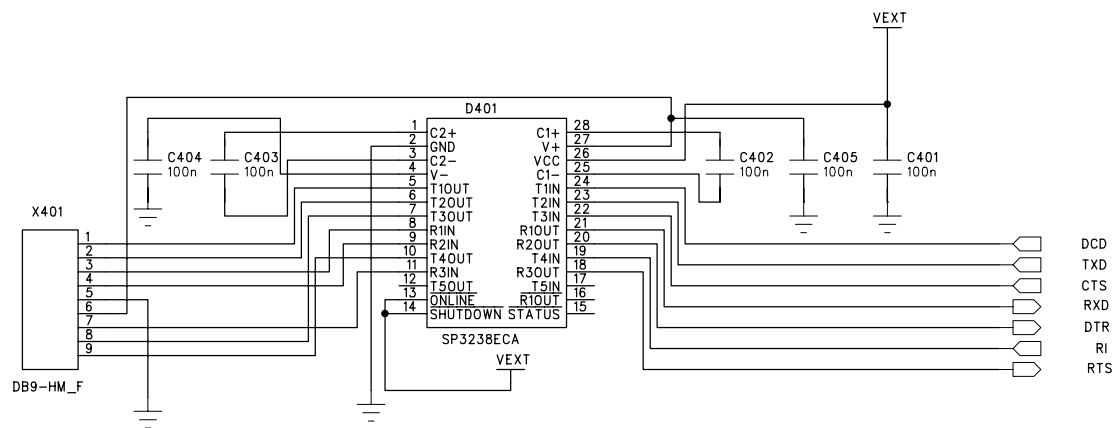 VEXT
D401
1 C2+
2 GND
3 C2-
4 V-
5 T1OUT
6 T2OUT
7 T3OUT
8 R1IN
9 R2IN
10 T4OUT
11 R3IN
12 T5OUT
13 ONLINE
14 SHUTDOWN
C1+ 28
V+ 27
VCC 26
C1- 25
T1IN 24
T2IN 23
T3IN 22
R1OUT 21
R2OUT 20
T4IN 19
R3OUT 18
T5IN 17
R1OUT 16
STATUS 15
SP3238ECA
VEXT
C404
100n
C403
100n
C402
100n
C405
100n
C401
100n
X401
1
2
3
4
5
6
7
8
9
DB9-HM_F
DCD
TXD
CTS
RXD
DTR
RI
RTS